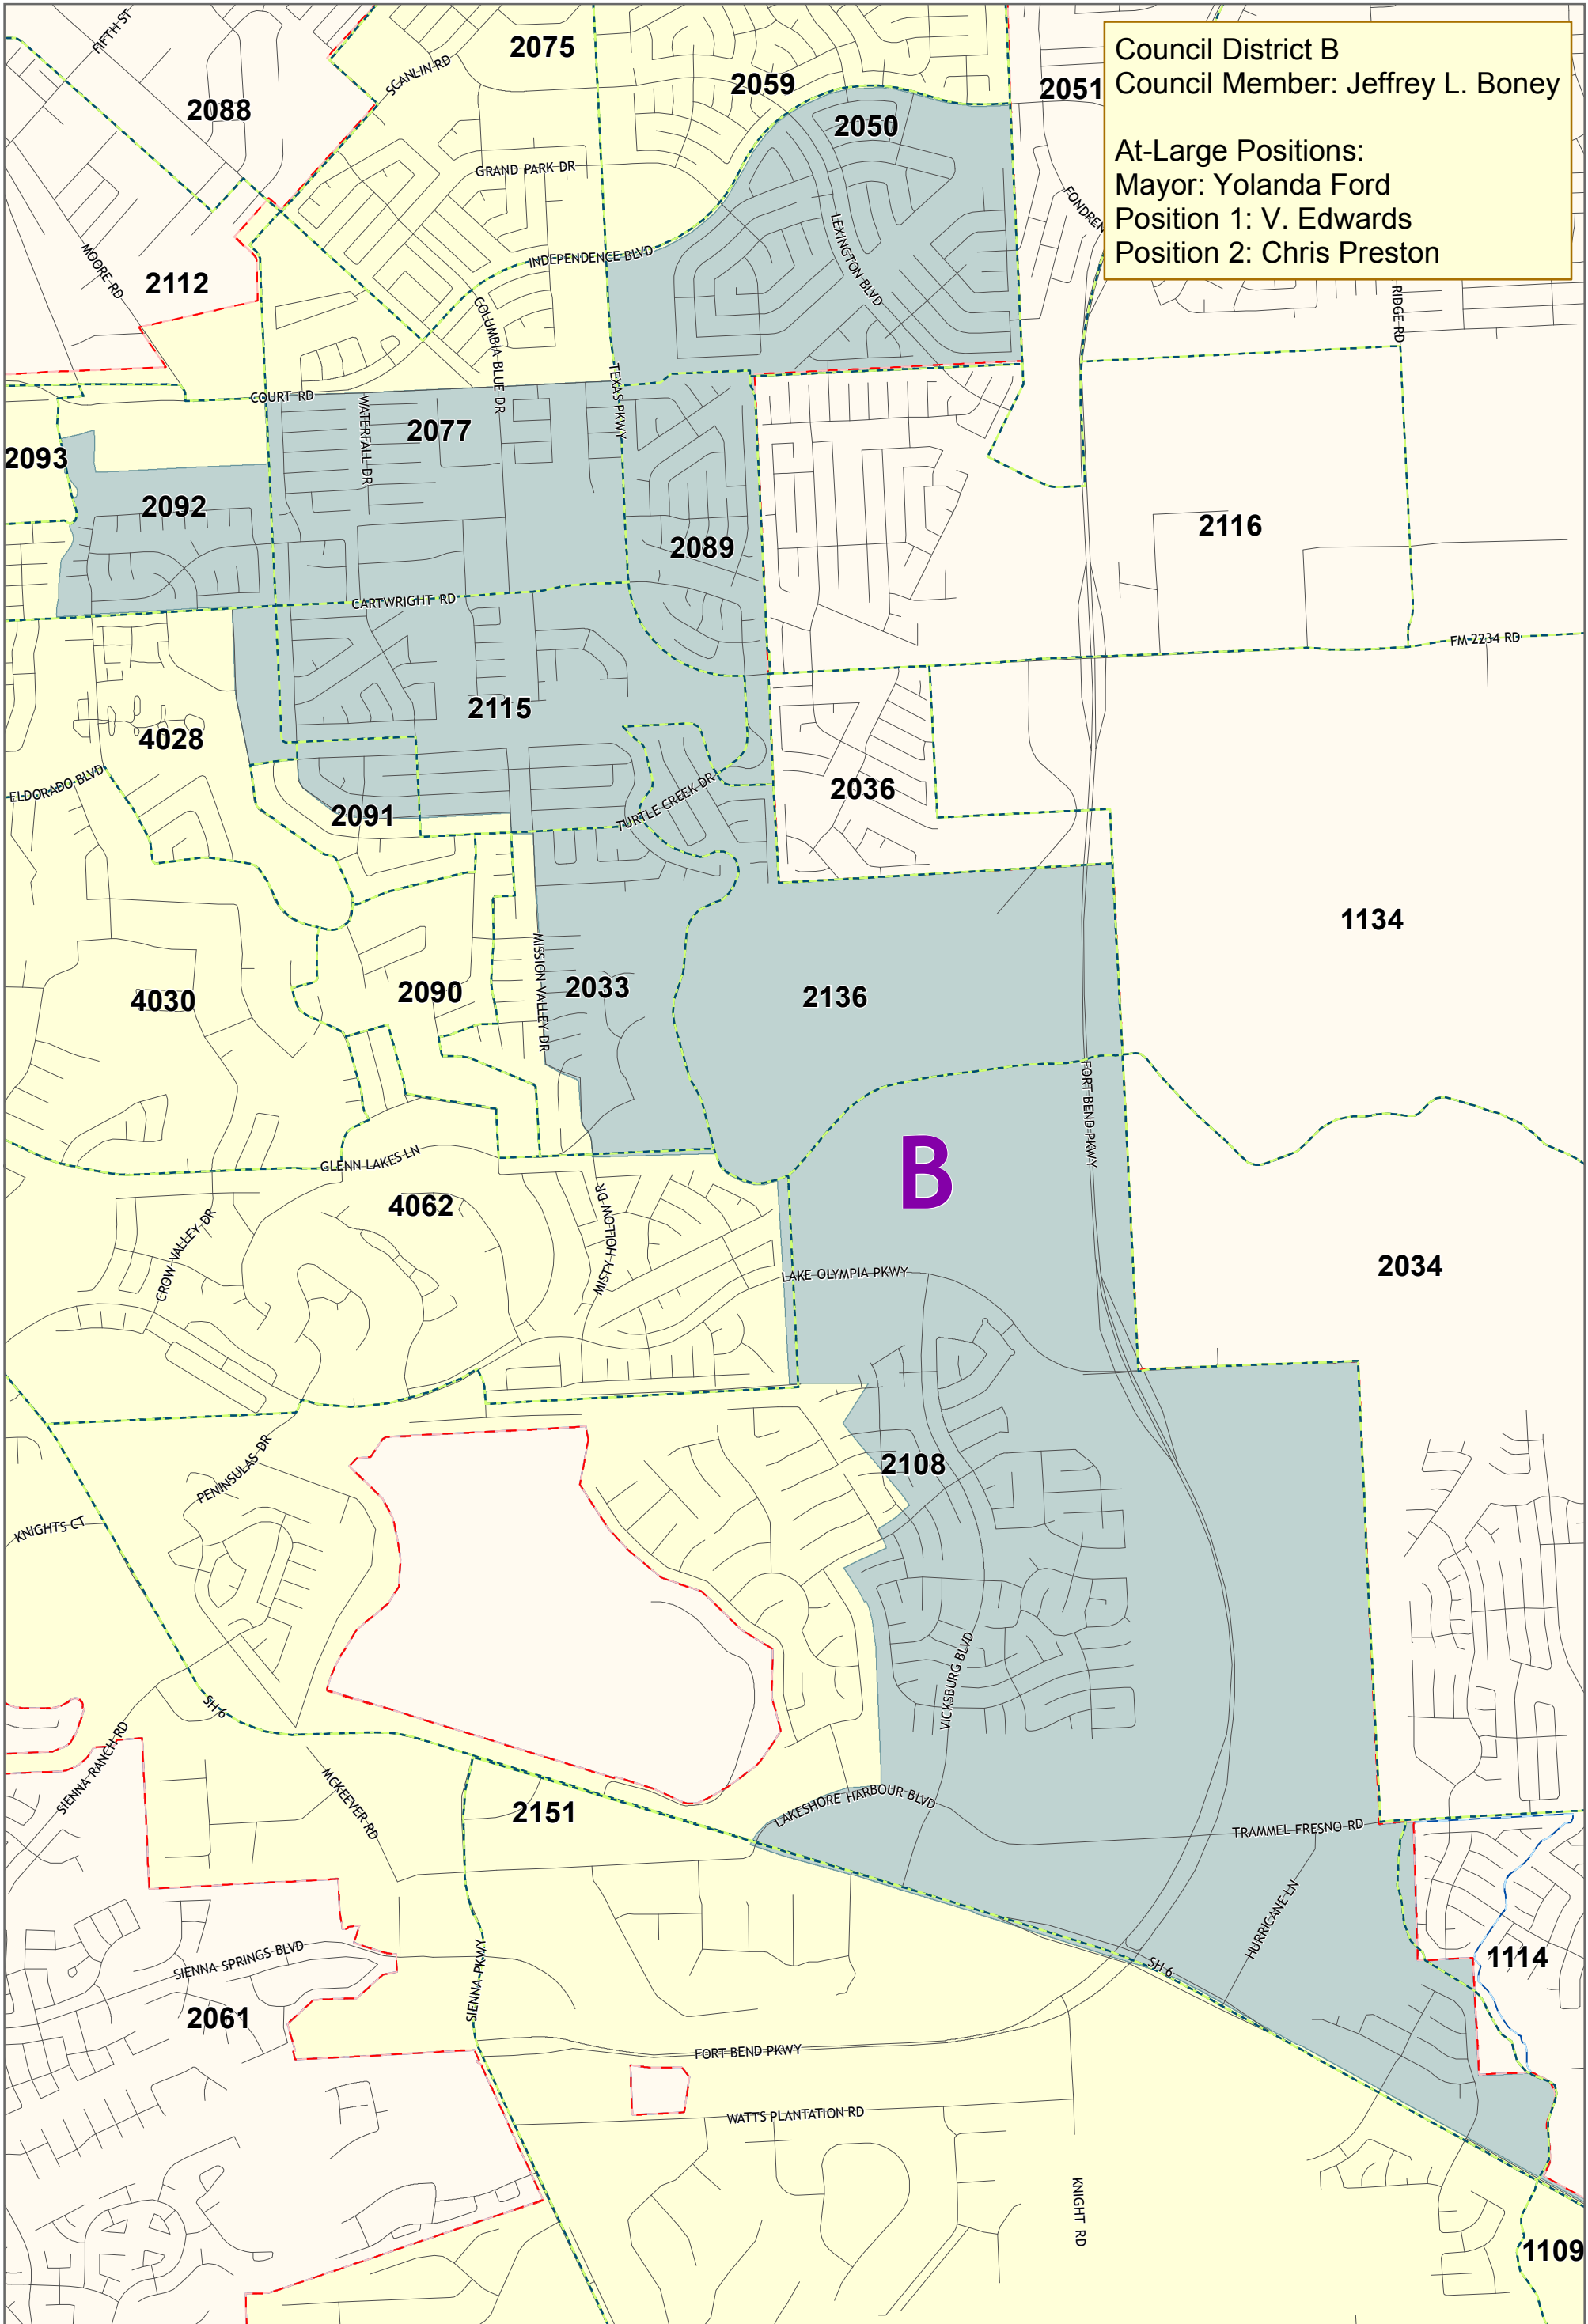 Council District B
Council Member: Jeffrey L. Boney
At-Large Positions:
Mayor: Yolanda Ford
Position 1: V. Edwards
Position 2: Chris Preston
FIFTH ST
2075
SCANLIN RD
2059
2051
2088
2050
GRAND PARK DR
FONDREN
LEXINGTON BLVD
MOORE RD
2112
INDEPENDENCE BLVD
RIDGE RD
COLUMBIA BLUE DR
COURT RD
WATERFALL DR
TEXAS PKWY
2077
2093
2092
2116
2089
CARTWRIGHT RD
FM 2234 RD
2115
4028
ELDORADO BLVD
2036
TURTLE CREEK DR
2091
1134
MISSION VALLEY DR
2033
2090
4030
2136
FORT BEND PKWY
B
GLENN LAKES LN
4062
CROW VALLEY DR
MISTY HOLLOW DR
LAKE OLYMPIA PKWY
2034
2108
PENINSULAS DR
KNIGHTS CT
VICKSBURG BLVD
SH 6
SIENNA RANCH RD
MCKEEVER RD
2151
LAKESHORE HARBOUR BLVD
TRAMMEL FRESNO RD
HURRICANE LN
SIENNA SPRINGS BLVD
SIENNA PKWY
SH 6
1114
2061
FORT BEND PKWY
WATTS PLANTATION RD
KNIGHT RD
1109